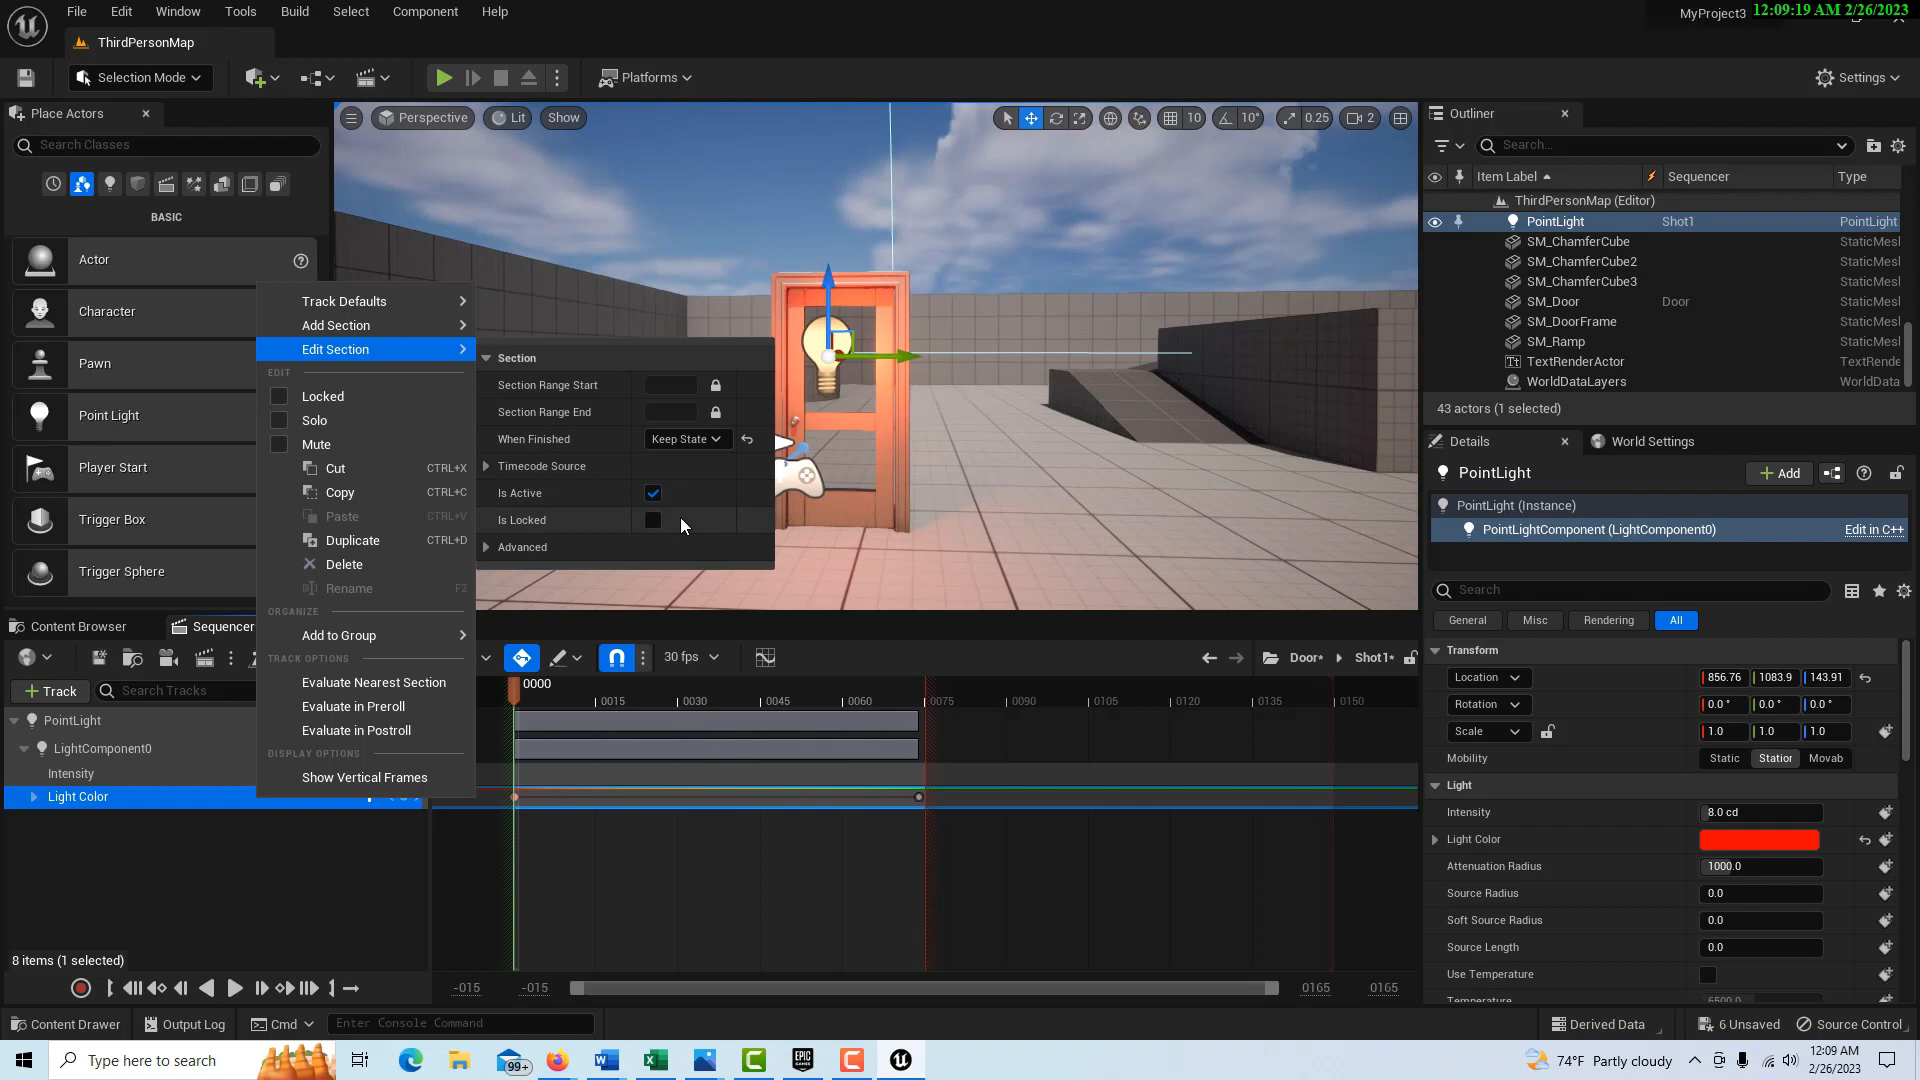 File Edit Window Tools Build Select Component Help
MyProject3 12:09:19 AM 2/26/2023
ThirdPersonMap
Selection Mode
Platforms
Settings
Place Actors
Search Classes
BASIC
Actor
Character
Pawn
Point Light
Player Start
Trigger Box
Trigger Sphere
Perspective Lit Show
10 10° 0.25 2
Track Defaults
Add Section
Edit Section
EDIT
Locked
Solo
Mute
Cut CTRL+X
Copy CTRL+C
Paste CTRL+V
Duplicate CTRL+D
Delete
Rename F2
ORGANIZE
Add to Group
TRACK OPTIONS
Evaluate Nearest Section
Evaluate in Preroll
Evaluate in Postroll
DISPLAY OPTIONS
Show Vertical Frames
Section
Section Range Start
Section Range End
When Finished Keep State
Timecode Source
Is Active
Is Locked
Advanced
Outliner
Search...
Item Label Sequencer Type
ThirdPersonMap (Editor)
PointLight Shot1 PointLight
SM_ChamferCube StaticMesl
SM_ChamferCube2 StaticMesl
SM_ChamferCube3 StaticMesl
SM_Door Door StaticMesl
SM_DoorFrame StaticMesl
SM_Ramp StaticMesl
TextRenderActor TextRende
WorldDataLayers WorldData
43 actors (1 selected)
Details World Settings
PointLight Add
PointLight (Instance)
PointLightComponent (LightComponent0) Edit in C++
Search
General Misc Rendering All
Transform
Location 856.76 1083.9 143.91
Rotation 0.0 ° 0.0 ° 0.0 °
Scale 1.0 1.0 1.0
Mobility Static Station Movab
Light
Intensity 8.0 cd
Light Color
Attenuation Radius 1000.0
Source Radius 0.0
Soft Source Radius 0.0
Source Length 0.0
Use Temperature
Temperature 6500.0
Content Browser Sequencer
30 fps
Door* Shot1*
Track Search Tracks
PointLight
LightComponent0
Intensity
Light Color
0000
0015 0030 0045 0060 0075 0090 0105 0120 0135 0150
8 items (1 selected)
-015 -015 0165 0165
Content Drawer Output Log Cmd Enter Console Command
Derived Data 6 Unsaved Source Control
Type here to search
99+
74°F Partly cloudy
12:09 AM
2/26/2023